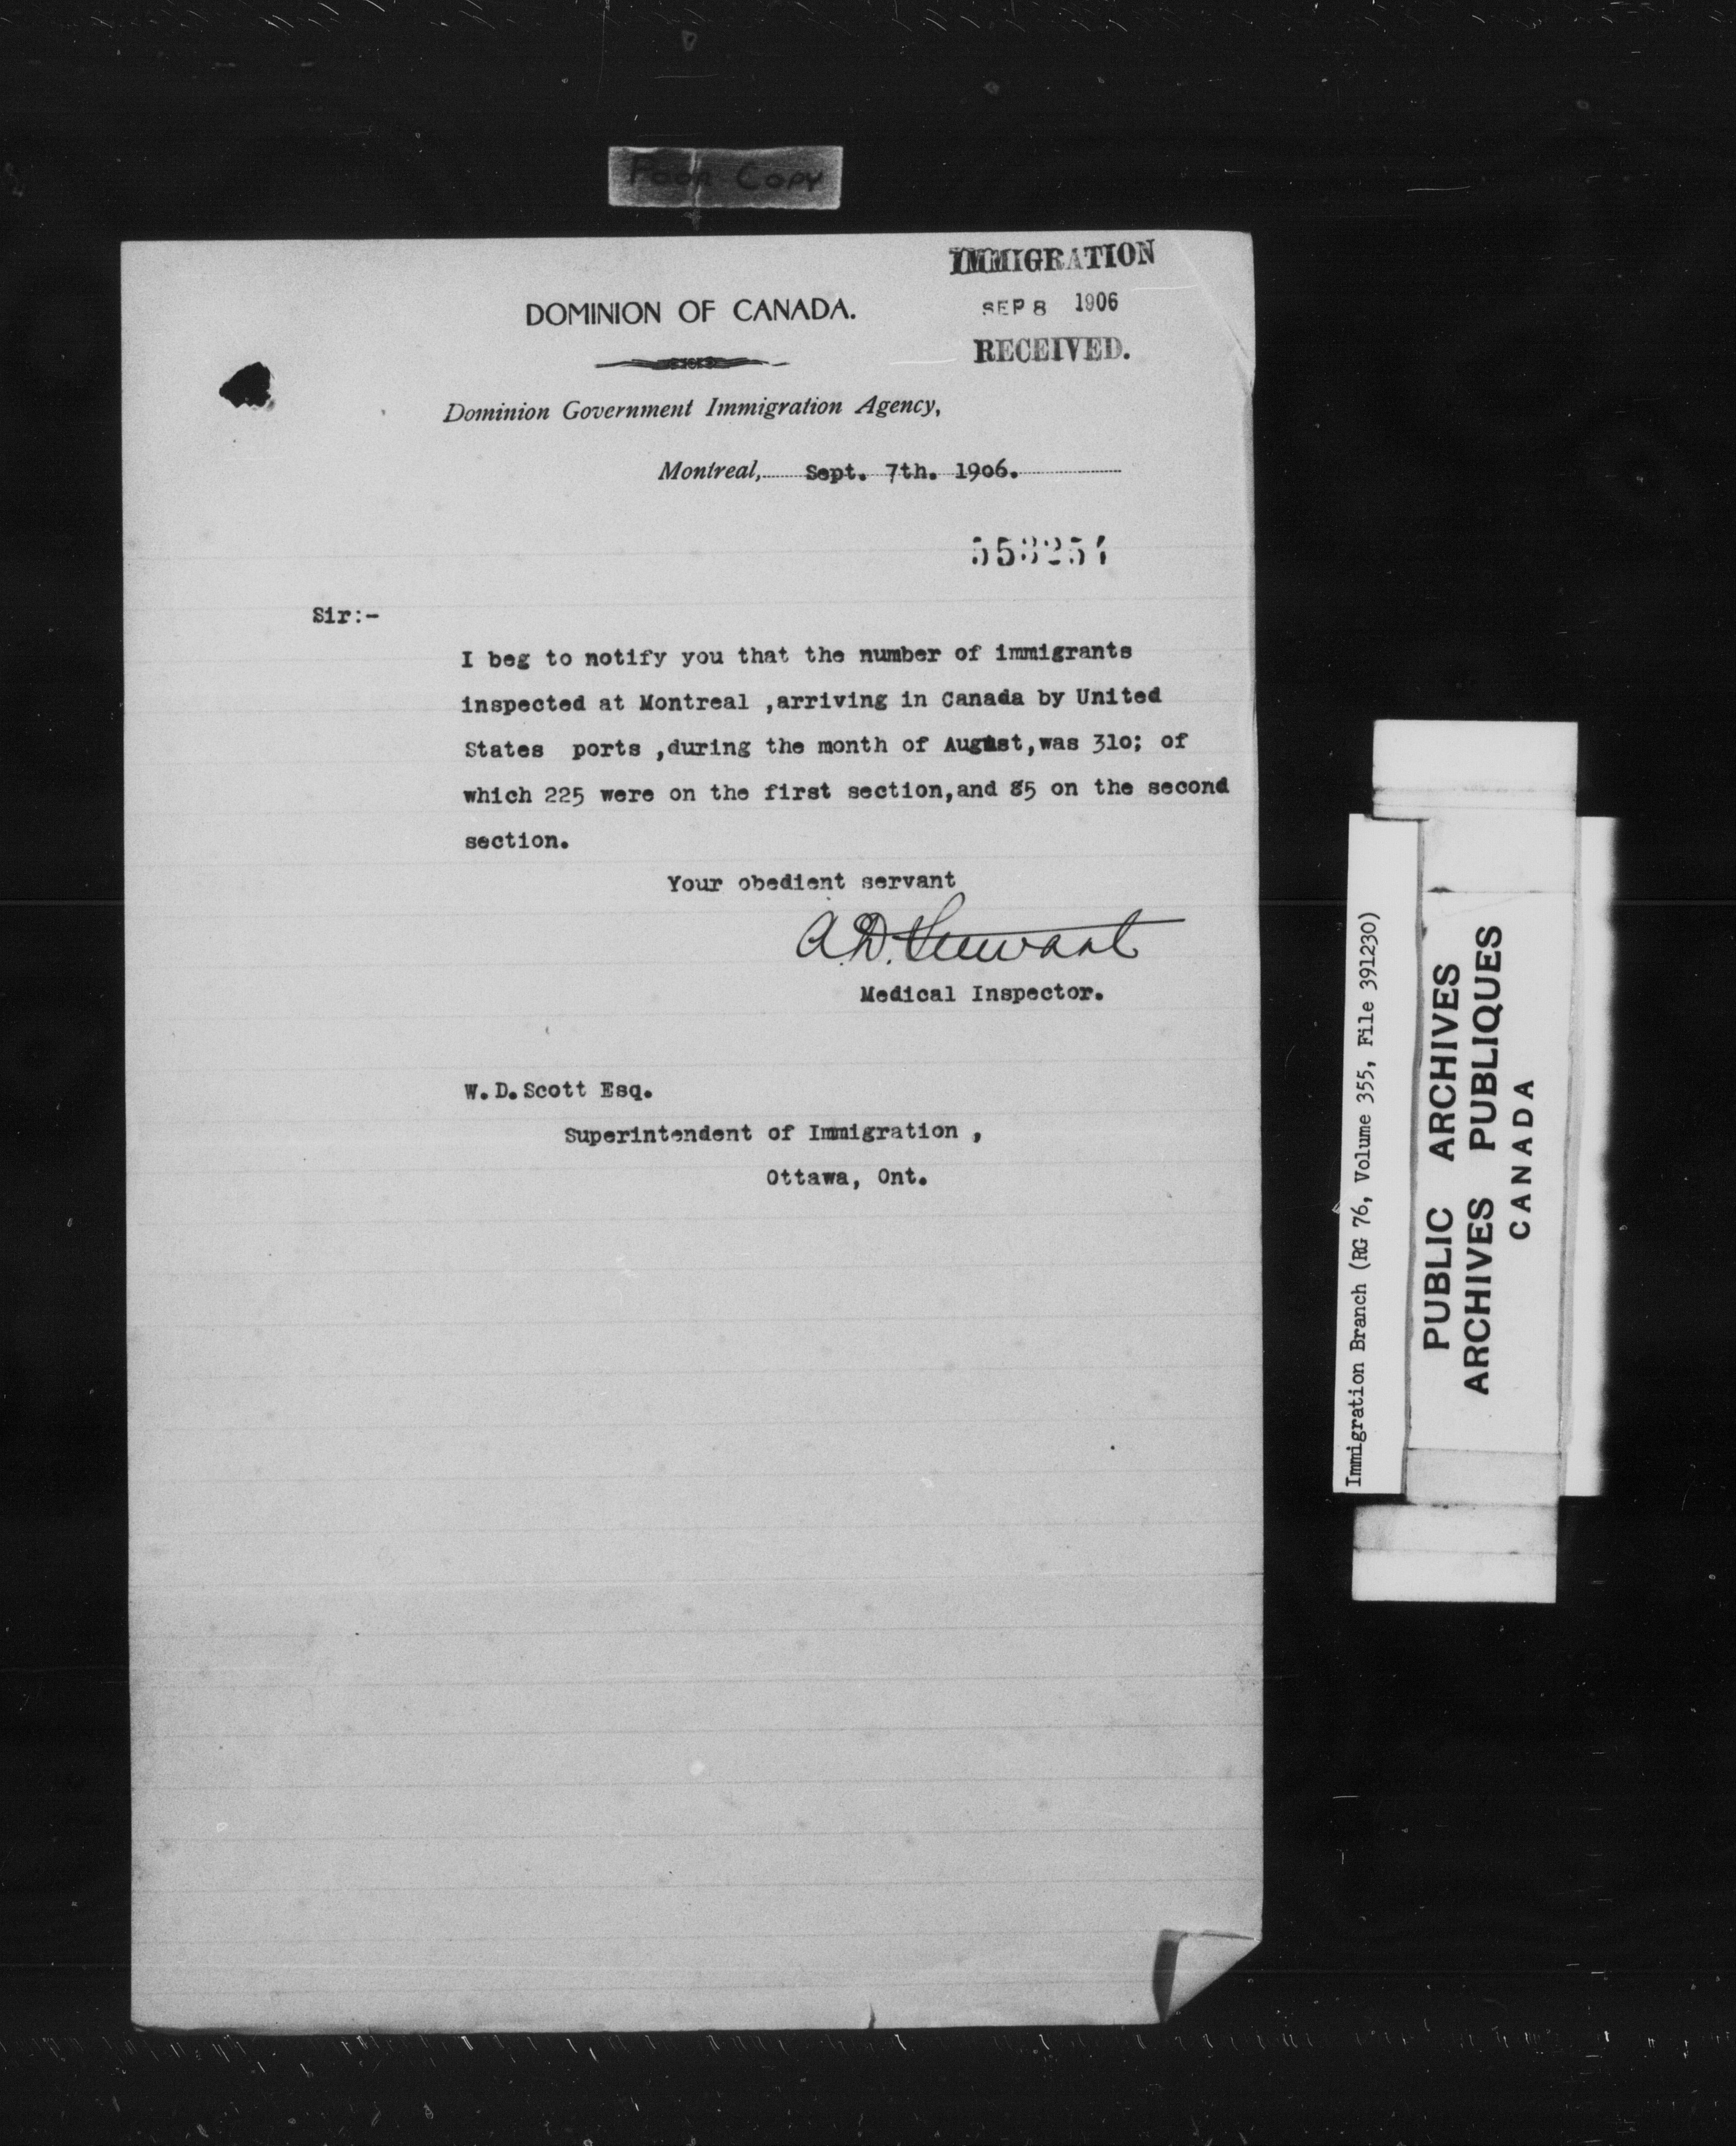 Poor Copy
IMMIGRATION
SEP 8 1906
RECEIVED.
DOMINION OF CANADA.
Dominion Government Immigration Agency,
Montreal, Sept. 7th. 1906.
Sir:-
I beg to notify you that the number of immigrants
inspected at Montreal ,arriving in Canada by United
States ports ,during the month of August,was 310; of
which 225 were on the first section,and 85 on the second
section.
Your obedient servant
A.D. Stewart
Medical Inspector.
W.D.Scott Esq.
Superintendent of Immigration ,
Ottawa, Ont.
Immigration Branch (RG 76, Volume 355, File 391230)
PUBLIC ARCHIVES
ARCHIVES PUBLIQUES
CANADA